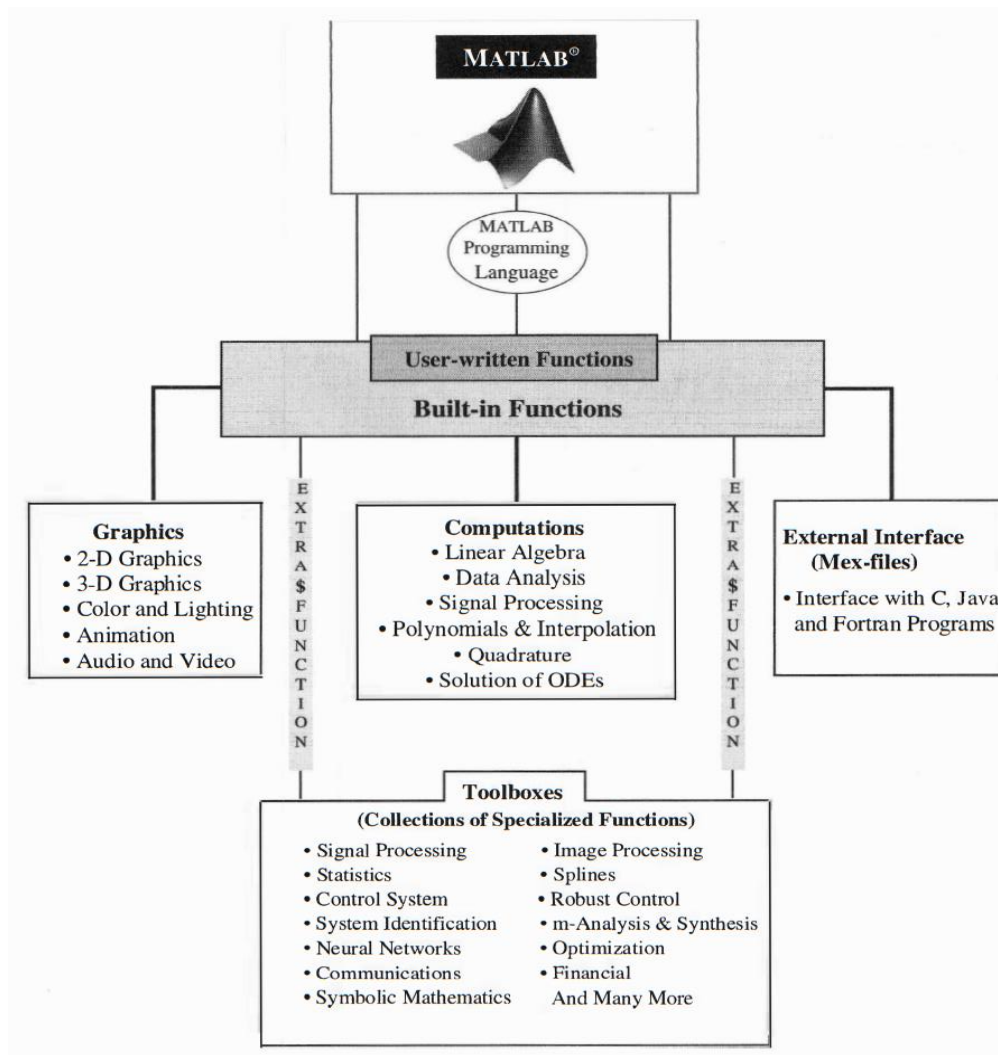 MATLAB®
MATLAB
Programming
Language
User-written Functions
Built-in Functions
Graphics
• 2-D Graphics
• 3-D Graphics
• Color and Lighting
• Animation
• Audio and Video
EXTRA$FUNCTION
Computations
• Linear Algebra
• Data Analysis
• Signal Processing
• Polynomials & Interpolation
• Quadrature
• Solution of ODEs
EXTRA$FUNCTION
External Interface
(Mex-files)
• Interface with C, Java
and Fortran Programs
Toolboxes
(Collections of Specialized Functions)
• Signal Processing
• Statistics
• Control System
• System Identification
• Neural Networks
• Communications
• Symbolic Mathematics
• Image Processing
• Splines
• Robust Control
• m-Analysis & Synthesis
• Optimization
• Financial
And Many More